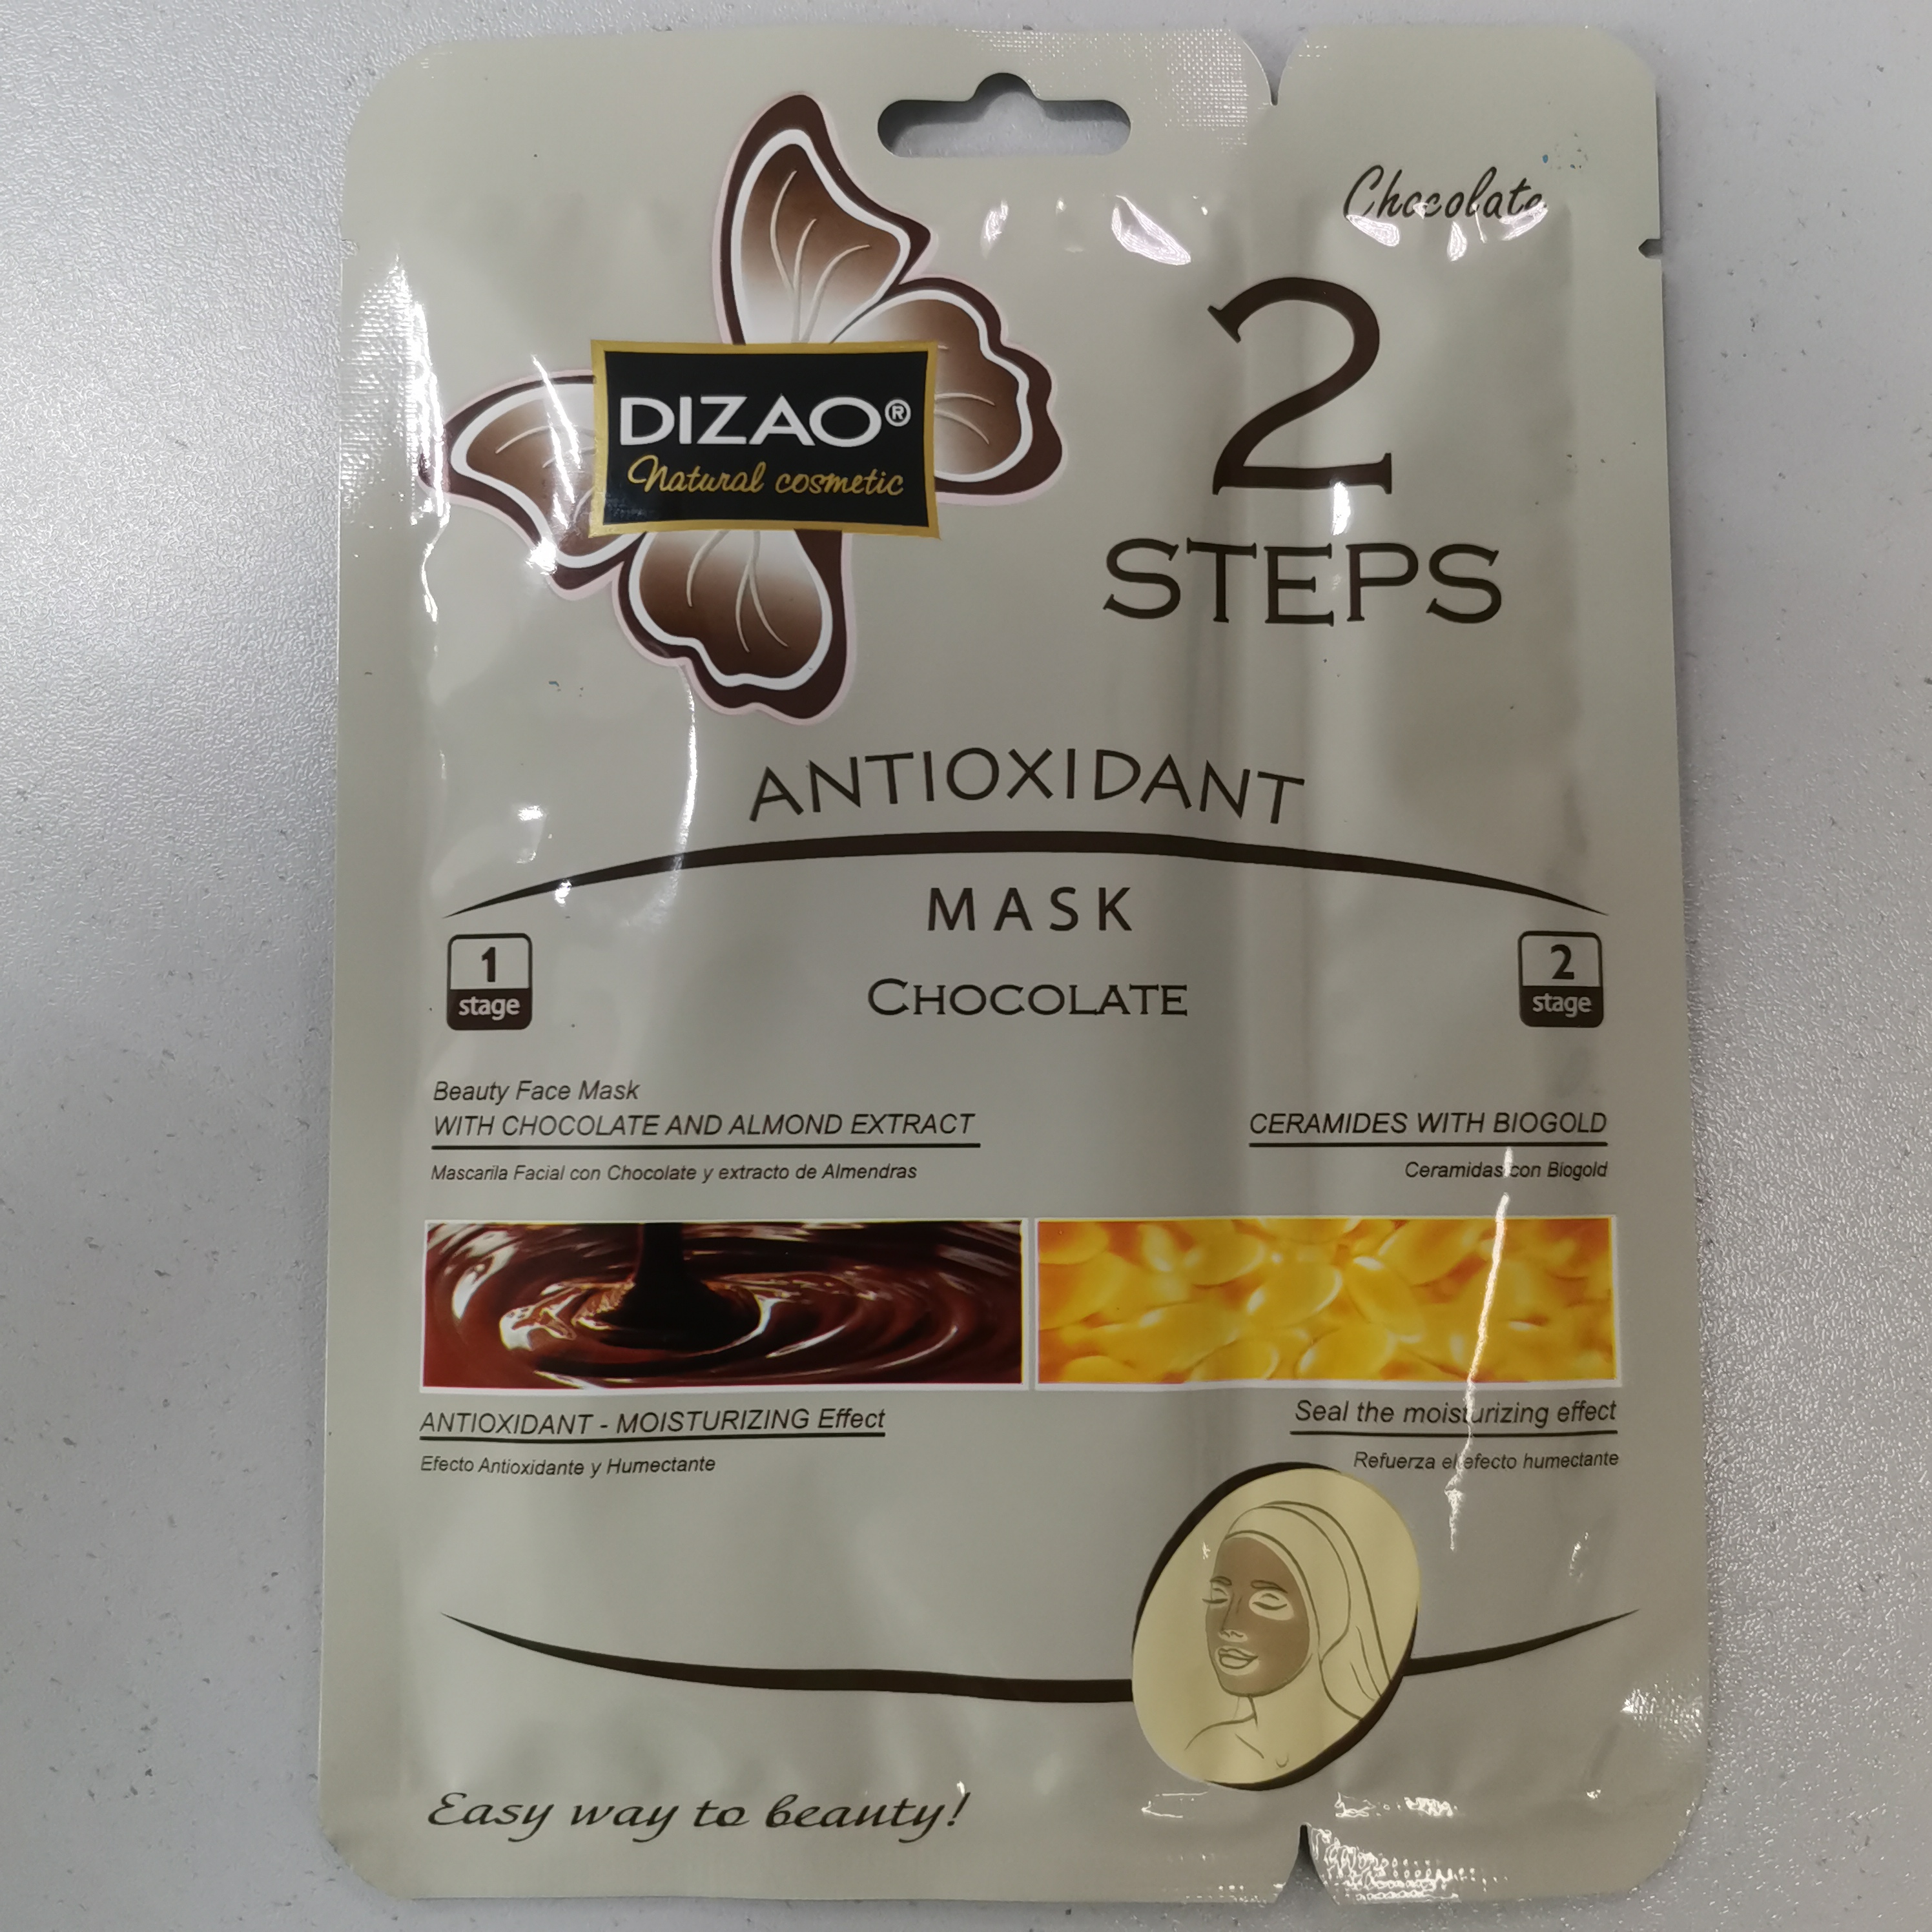 Chocolate
DIZAO®
Natural cosmetic
2
STEPS
ANTIOXIDANT
MASK
CHOCOLATE
1
stage
2
stage
Beauty Face Mask
WITH CHOCOLATE AND ALMOND EXTRACT
Mascarila Facial con Chocolate y extracto de Almendras
CERAMIDES WITH BIOGOLD
Ceramidas con Biogold
ANTIOXIDANT - MOISTURIZING Effect
Efecto Antioxidante y Humectante
Seal the moisturizing effect
Refuerza el efecto humectante
Easy way to beauty!